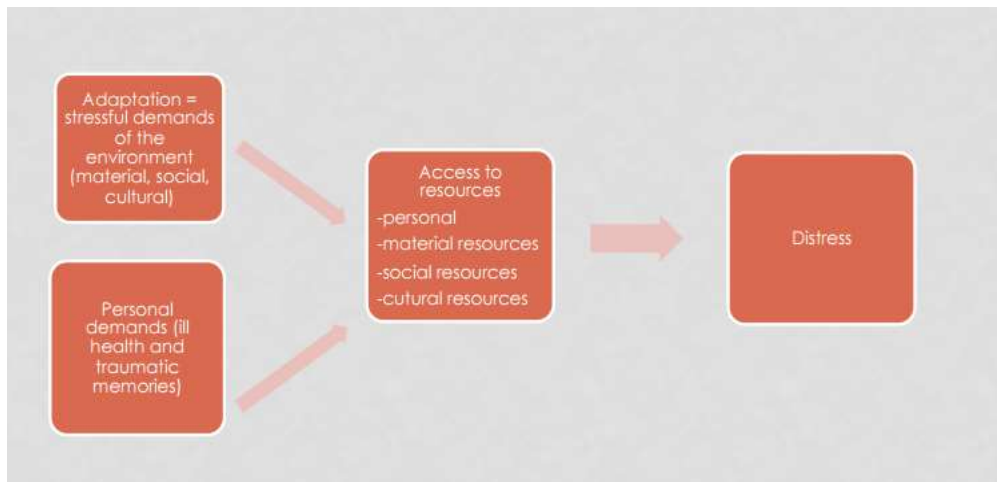 Adaptation =
stressful demands
of the
environment
(material, social,
cultural)
Personal
demands (ill
health and
traumatic
memories)
Access to
resources
-personal
-material resources
-social resources
-cutural resources
Distress